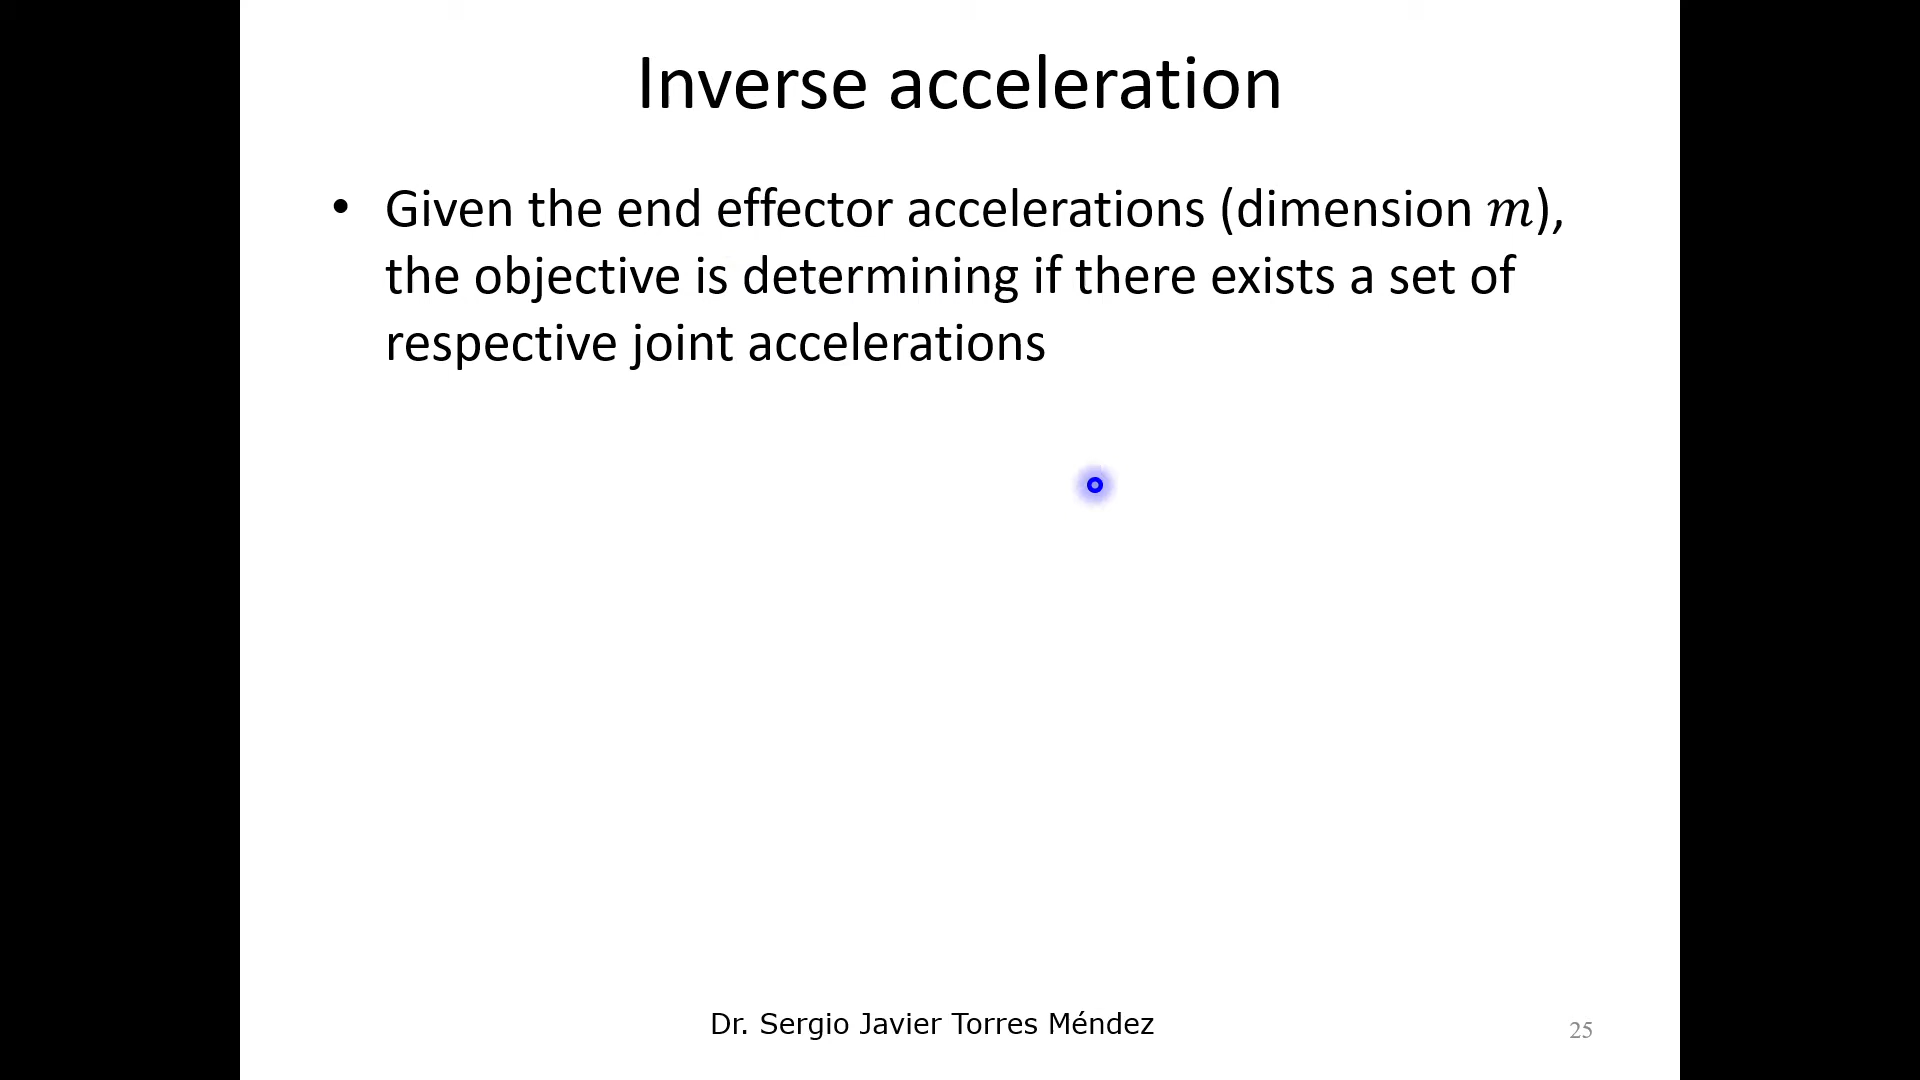 Inverse acceleration
• Given the end effector accelerations (dimension m),
the objective is determining if there exists a set of
respective joint accelerations
Dr. Sergio Javier Torres Méndez
25